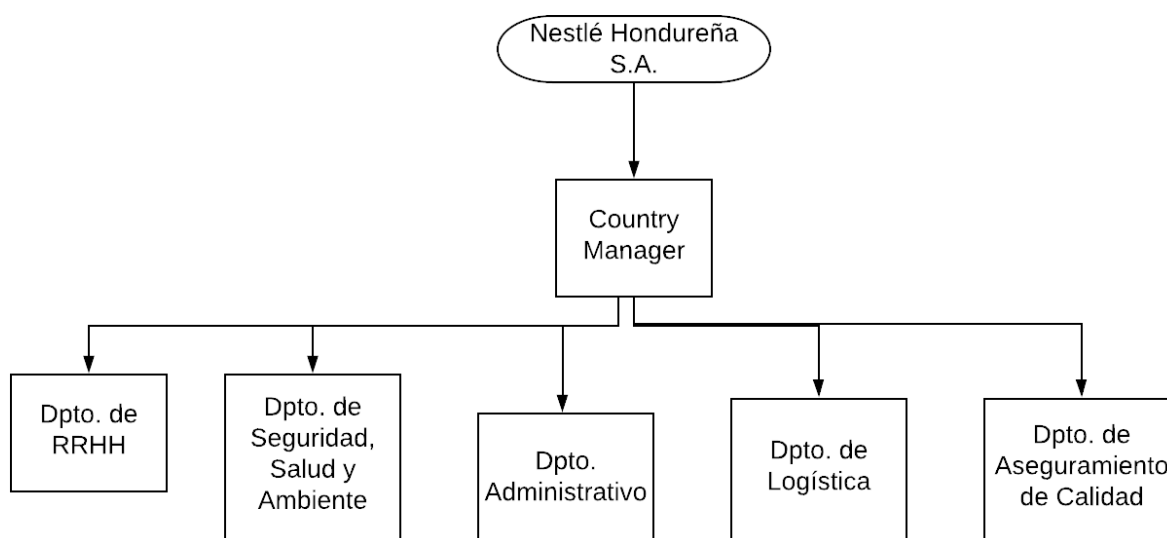 Nestlé Hondureña
S.A.
Country
Manager
Dpto. de
RRHH
Dpto. de
Seguridad,
Salud y
Ambiente
Dpto.
Administrativo
Dpto. de
Logística
Dpto. de
Aseguramiento
de Calidad